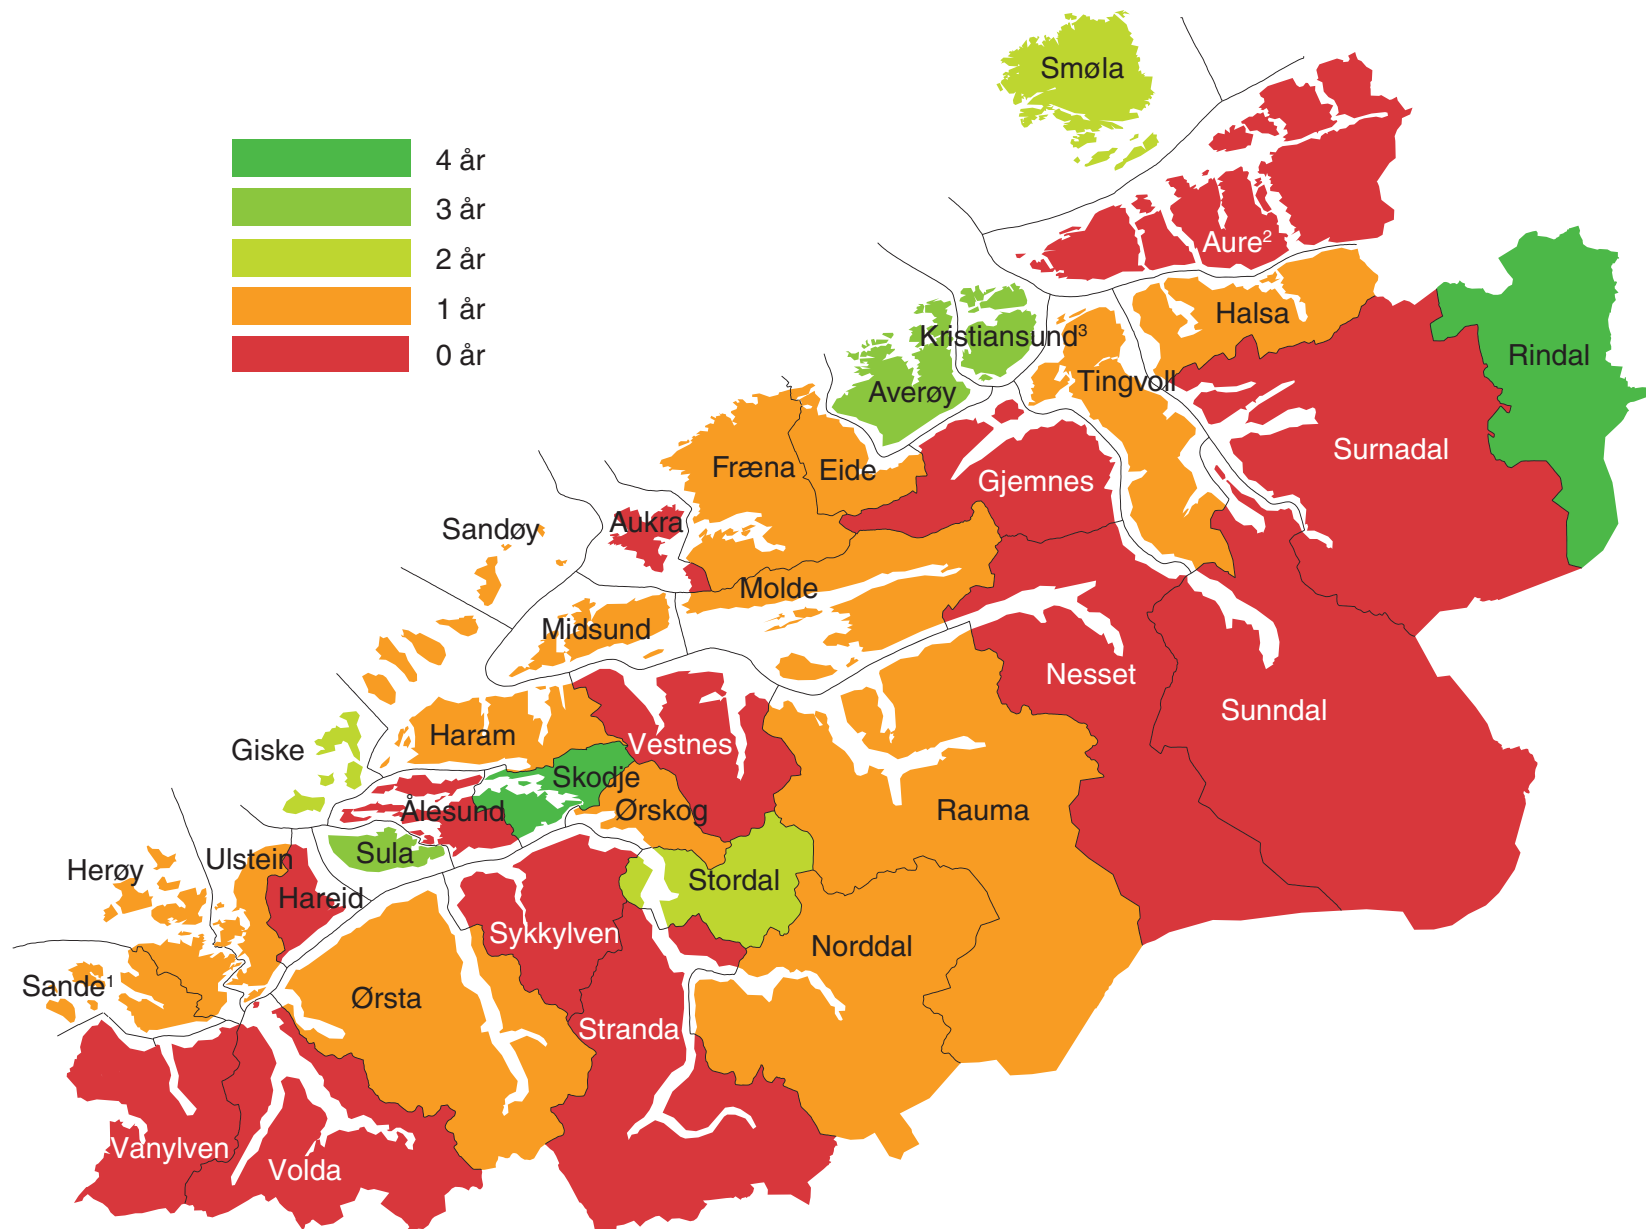 Smøla
4 år
3 år
2 år
1 år
0 år
Aure²
Halsa
Kristiansund³
Rindal
Averøy
Tingvoll
Surnadal
Fræna
Eide
Gjemnes
Sandøy
Aukra
Molde
Midsund
Nesset
Sunndal
Haram
Vestnes
Giske
Skodje
Ålesund
Ørskog
Rauma
Sula
Ulstein
Herøy
Hareid
Stordal
Sykkylven
Norddal
Sande¹
Ørsta
Stranda
Vanylven
Volda